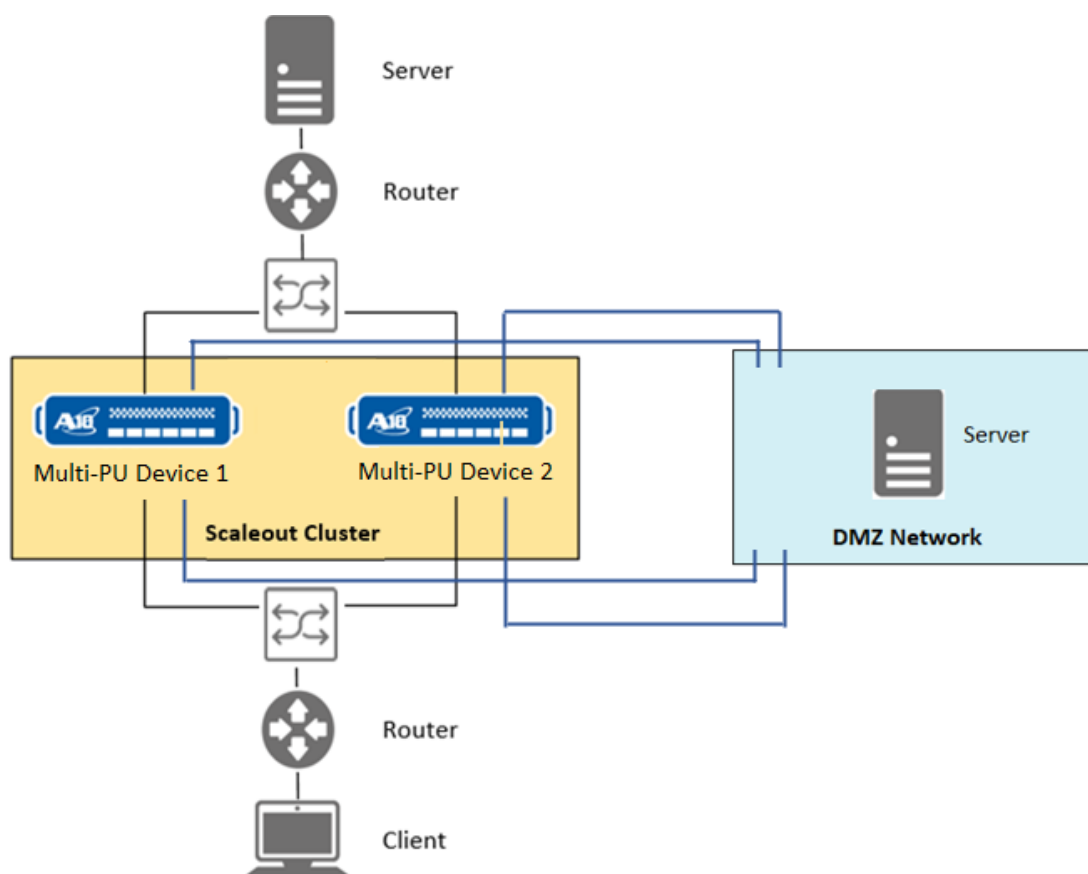 Server
Router
A10
A10
Server
Multi-PU Device 1
Multi-PU Device 2
Scaleout Cluster
DMZ Network
Router
Client